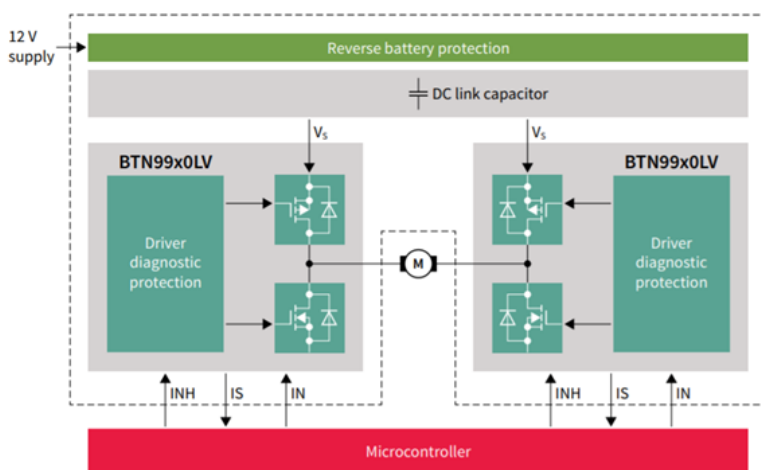 12 V
supply
Reverse battery protection
DC link capacitor
Vs
Vs
BTN99x0LV
BTN99x0LV
Driver
diagnostic
protection
M
Driver
diagnostic
protection
INH
IS
IN
INH
IS
IN
Microcontroller